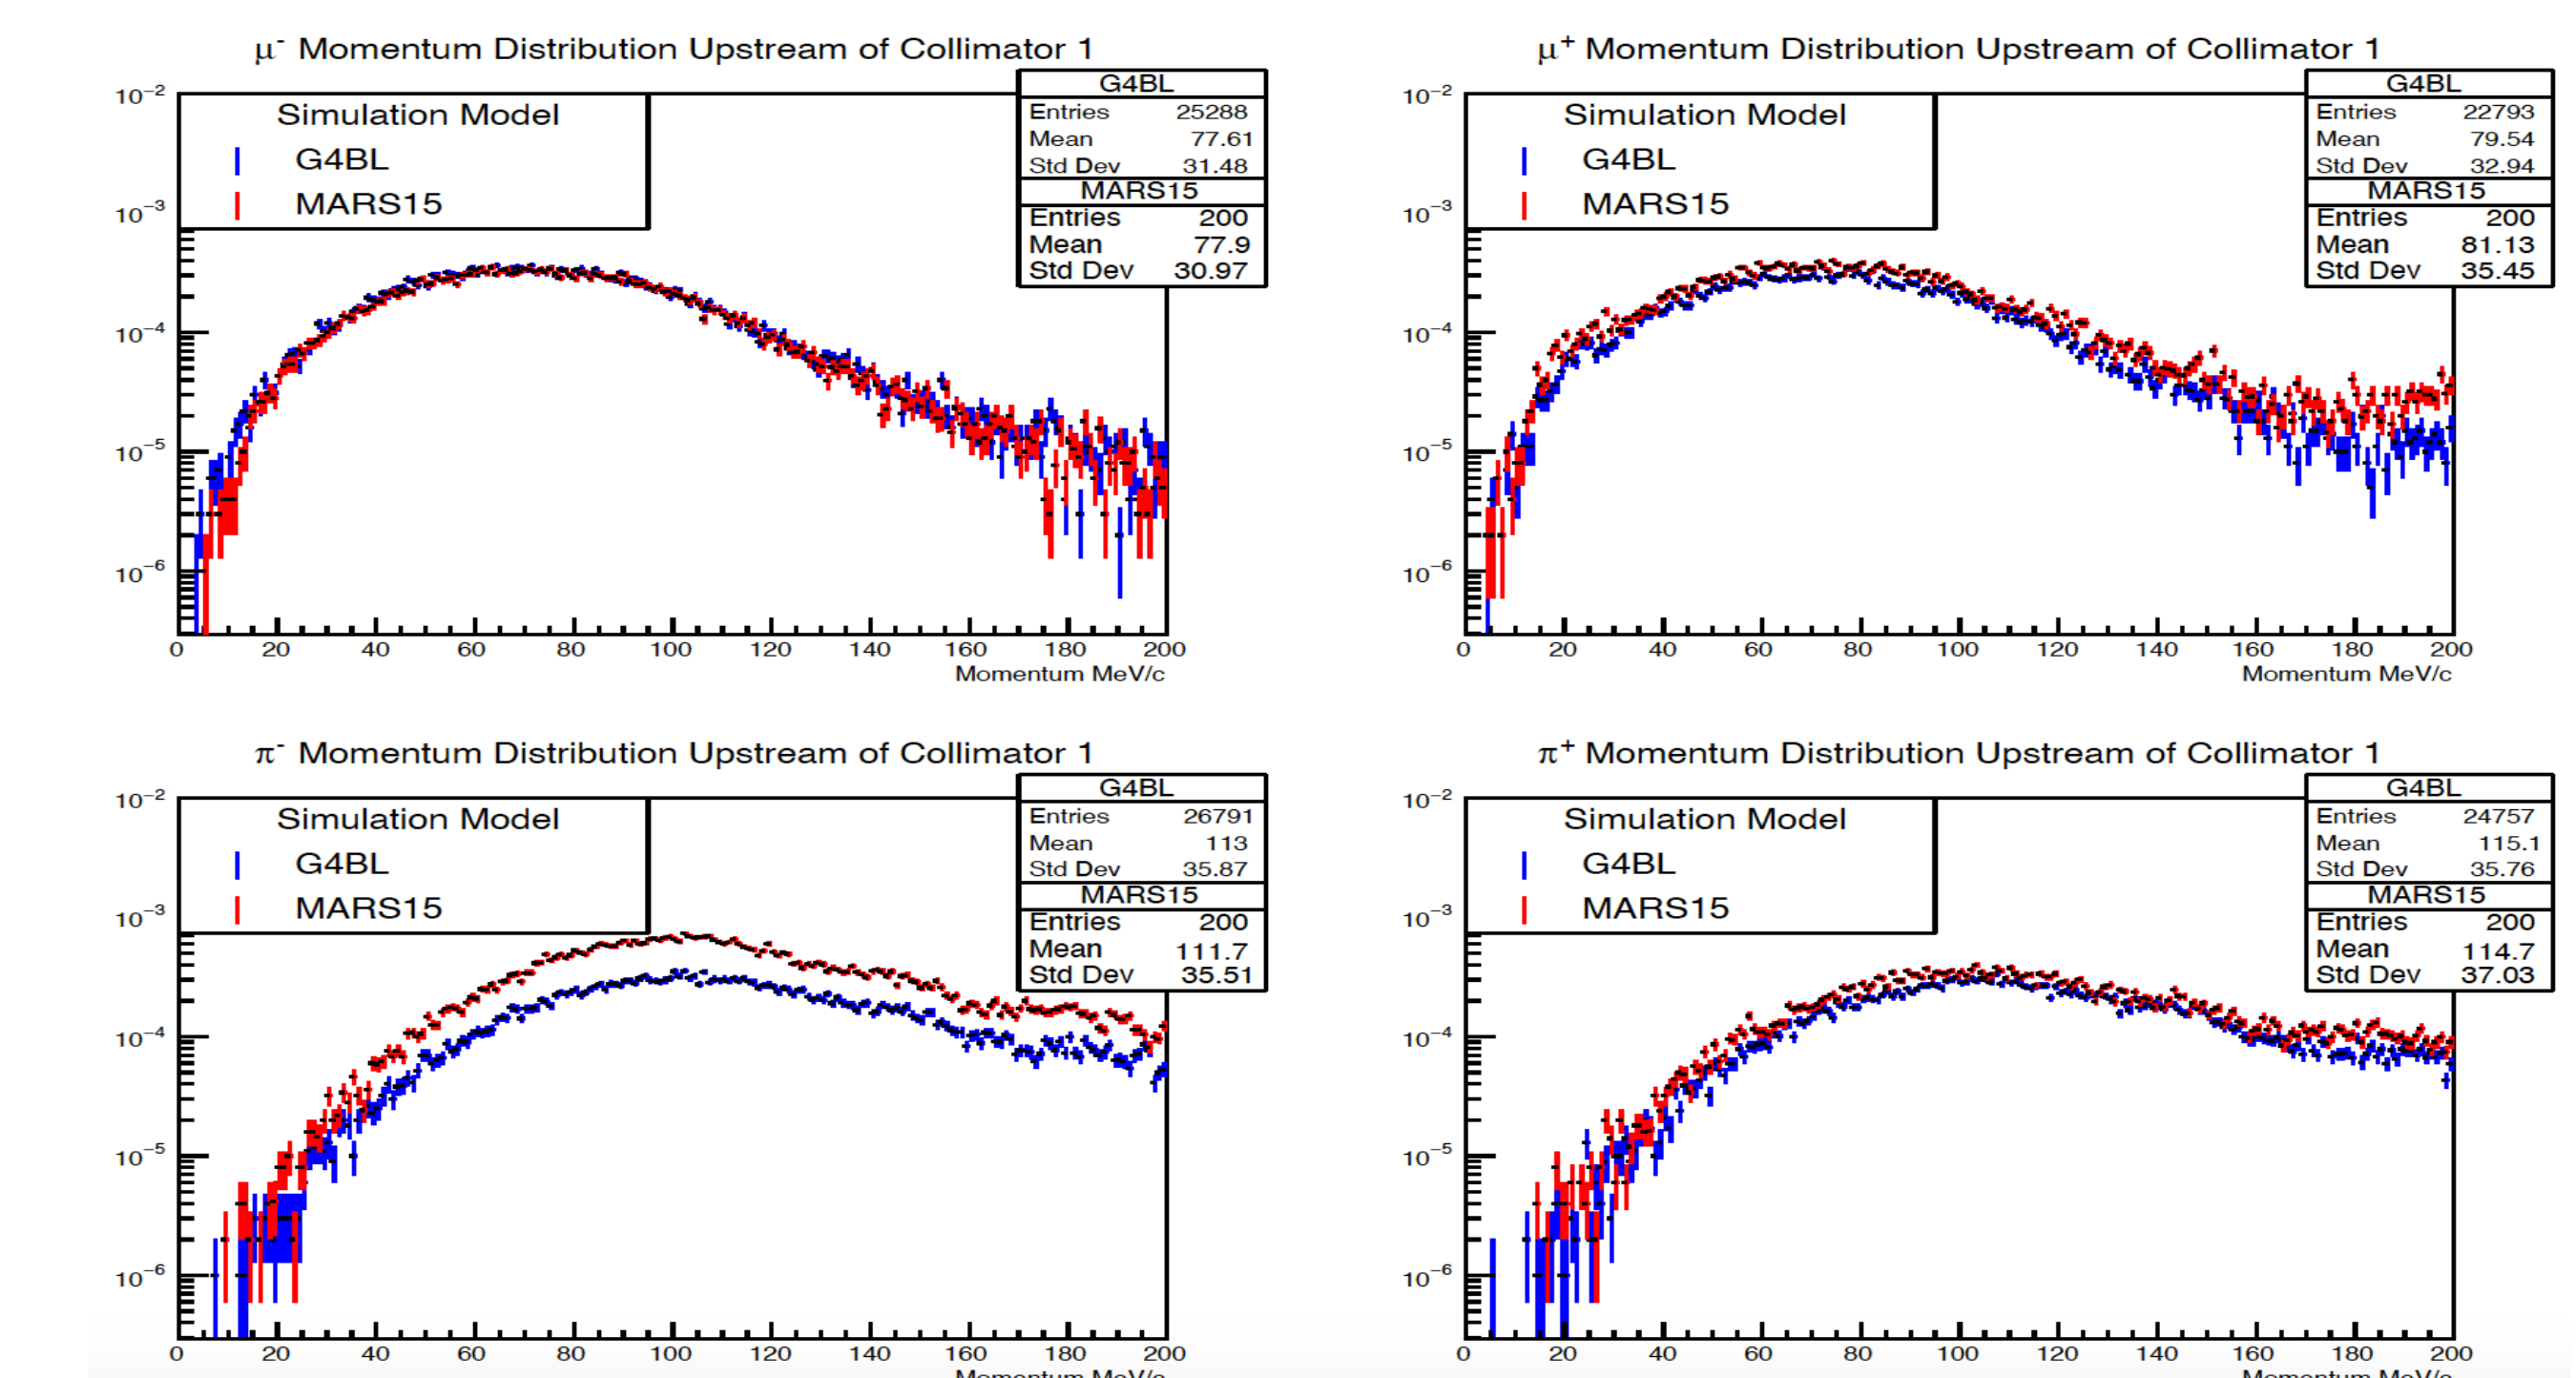 μ- Momentum Distribution Upstream of Collimator 1
G4BL
Entries 25288
Mean 77.61
Std Dev 31.48
MARS15
Entries 200
Mean 77.9
Std Dev 30.97
Simulation Model
G4BL
MARS15
10−2
10−3
10−4
10−5
10−6
0 20 40 60 80 100 120 140 160 180 200
Momentum MeV/c
μ+ Momentum Distribution Upstream of Collimator 1
G4BL
Entries 22793
Mean 79.54
Std Dev 32.94
MARS15
Entries 200
Mean 81.13
Std Dev 35.45
Simulation Model
G4BL
MARS15
10−2
10−3
10−4
10−5
10−6
0 20 40 60 80 100 120 140 160 180 200
Momentum MeV/c
π- Momentum Distribution Upstream of Collimator 1
G4BL
Entries 26791
Mean 113
Std Dev 35.87
MARS15
Entries 200
Mean 111.7
Std Dev 35.51
Simulation Model
G4BL
MARS15
10−2
10−3
10−4
10−5
10−6
0 20 40 60 80 100 120 140 160 180 200
Momentum MeV/c
π+ Momentum Distribution Upstream of Collimator 1
G4BL
Entries 24757
Mean 115.1
Std Dev 35.76
MARS15
Entries 200
Mean 114.7
Std Dev 37.03
Simulation Model
G4BL
MARS15
10−2
10−3
10−4
10−5
10−6
0 20 40 60 80 100 120 140 160 180 200
Momentum MeV/c